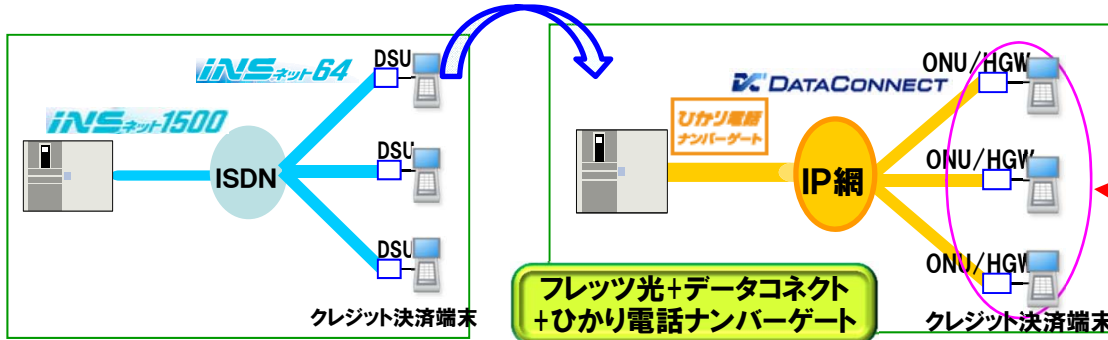 INSネット64
INSネット1500
ISDN
DSU
DSU
DSU
クレジット決済端末
DATACONNECT
ひかり電話
ナンバーゲート
IP網
ONU/HGW
ONU/HGW
ONU/HGW
クレジット決済端末
フレッツ光+データコネクト
+ひかり電話ナンバーゲート